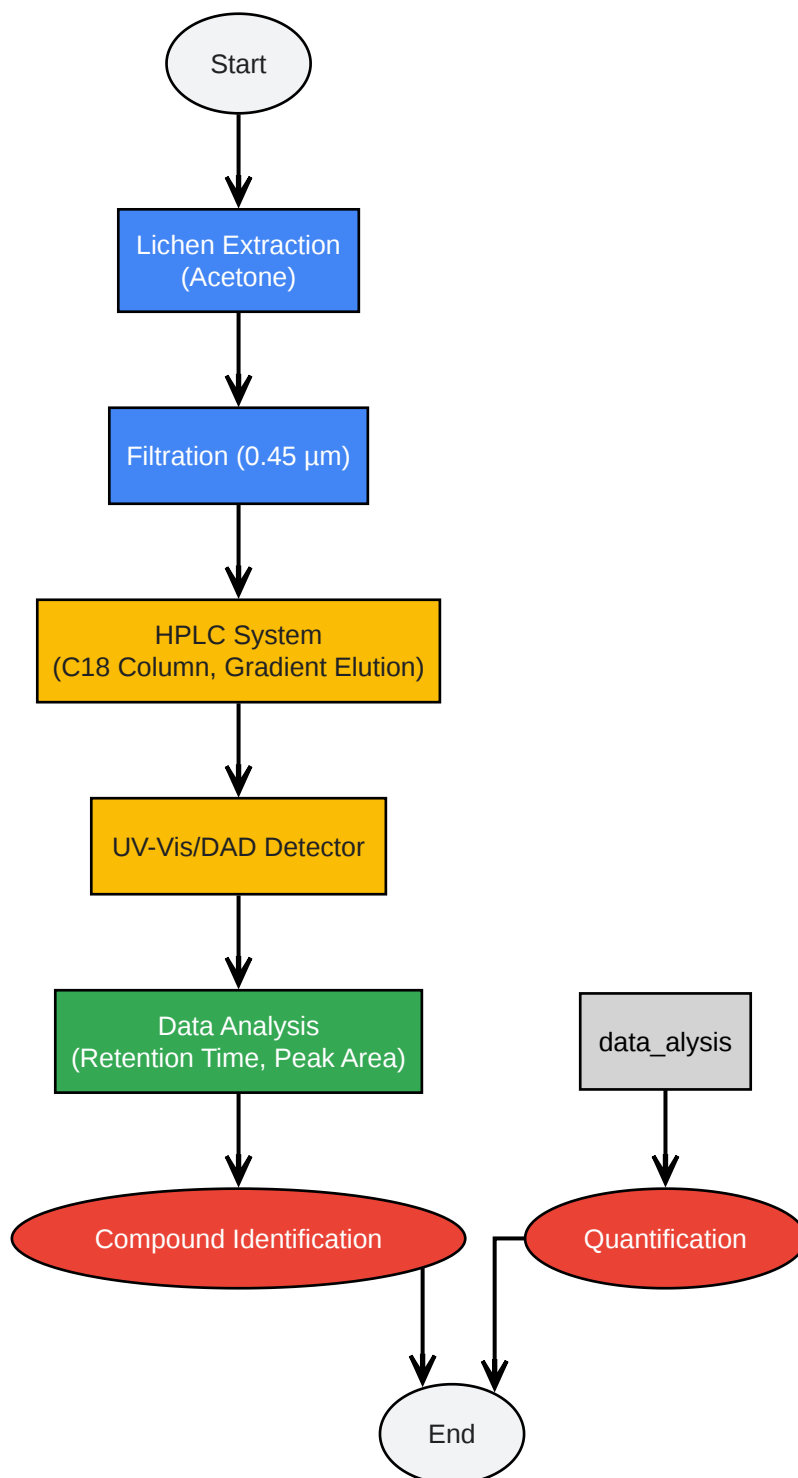 Start
Lichen Extraction
(Acetone)
Filtration (0.45 µm)
HPLC System
(C18 Column, Gradient Elution)
UV-Vis/DAD Detector
Data Analysis
(Retention Time, Peak Area)
data_alysis
Compound Identification
Quantification
End